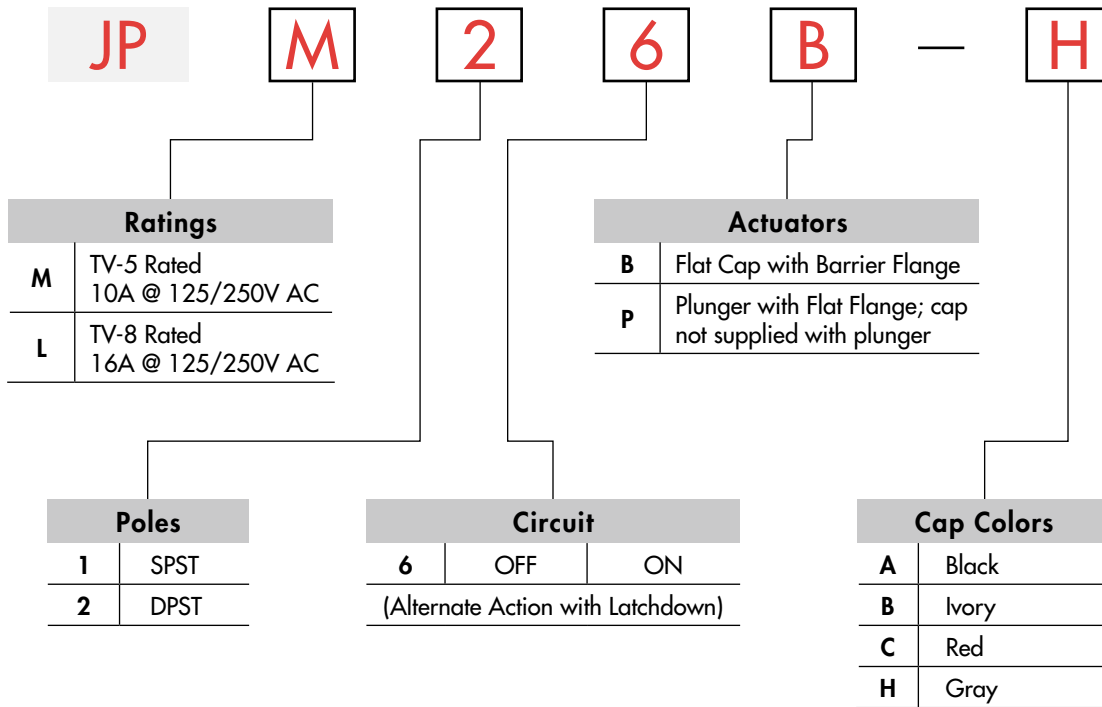 JP M 2 6 B — H
Ratings
M TV-5 Rated
10A @ 125/250V AC
L TV-8 Rated
16A @ 125/250V AC
Actuators
B Flat Cap with Barrier Flange
P Plunger with Flat Flange; cap
not supplied with plunger
Poles
1 SPST
2 DPST
Circuit
6 OFF ON
(Alternate Action with Latchdown)
Cap Colors
A Black
B Ivory
C Red
H Gray